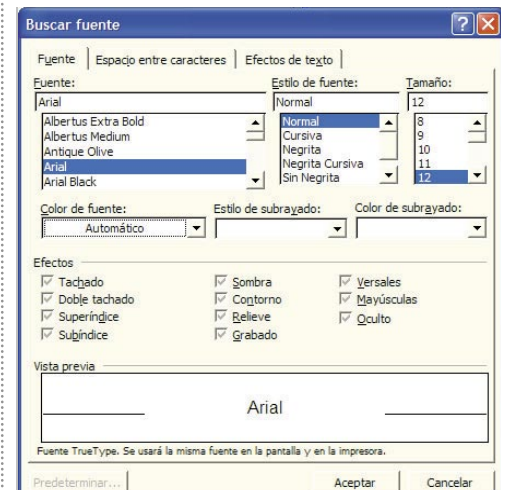 Buscar fuente
Fuente Espacio entre caracteres Efectos de texto
Fuente: Estilo de fuente: Tamaño:
Arial Normal 12
Albertus Extra Bold Normal 8
Albertus Medium Cursiva 9
Antique Olive Negrita 10
Arial Negrita Cursiva 11
Arial Black Sin Negrita 12
Color de fuente: Estilo de subrayado: Color de subrayado:
Automático
Efectos
Tachado Sombra Versales
Doble tachado Contorno Mayúsculas
Superíndice Relieve Oculto
Subíndice Grabado
Vista previa
Arial
Fuente TrueType. Se usará la misma fuente en la pantalla y en la impresora.
Predeterminar... Aceptar Cancelar